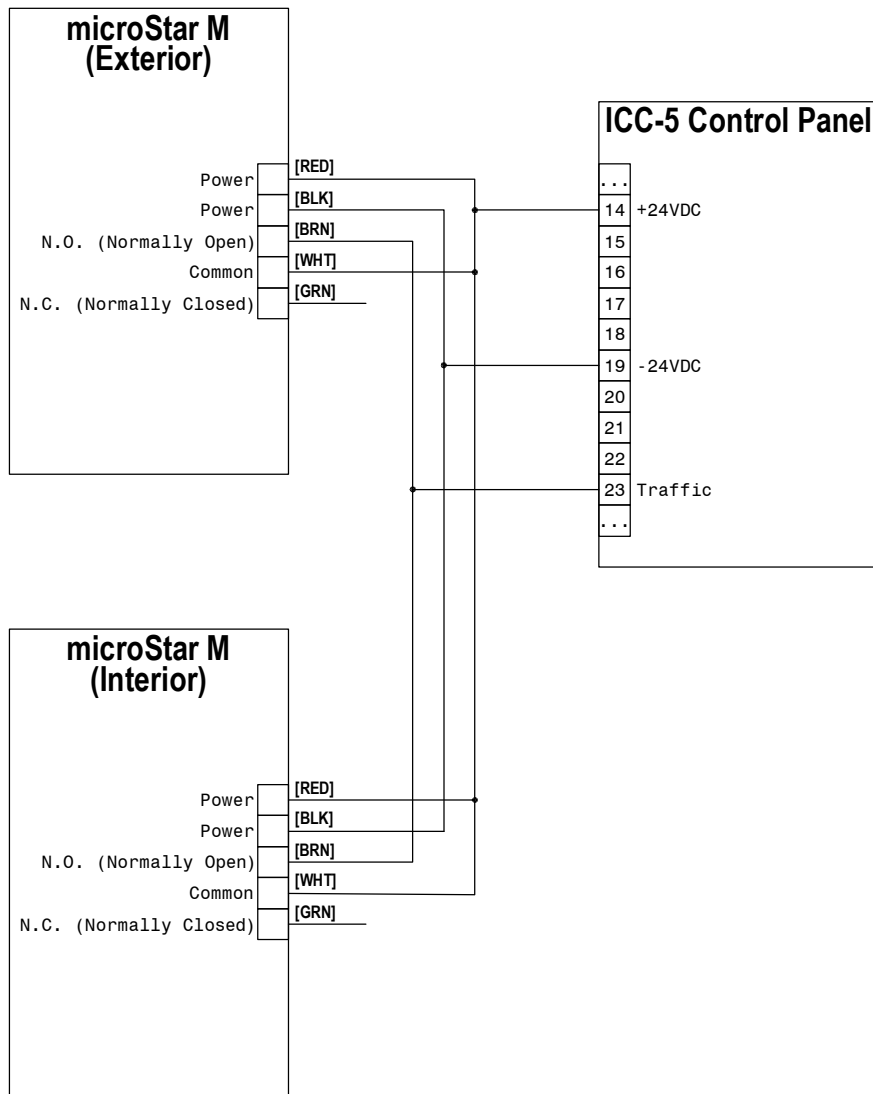 microStar M
(Exterior)
Power [RED]
Power [BLK]
N.O. (Normally Open) [BRN]
Common [WHT]
N.C. (Normally Closed) [GRN]
ICC-5 Control Panel
...
14 +24VDC
15
16
17
18
19 -24VDC
20
21
22
23 Traffic
...
microStar M
(Interior)
Power [RED]
Power [BLK]
N.O. (Normally Open) [BRN]
Common [WHT]
N.C. (Normally Closed) [GRN]